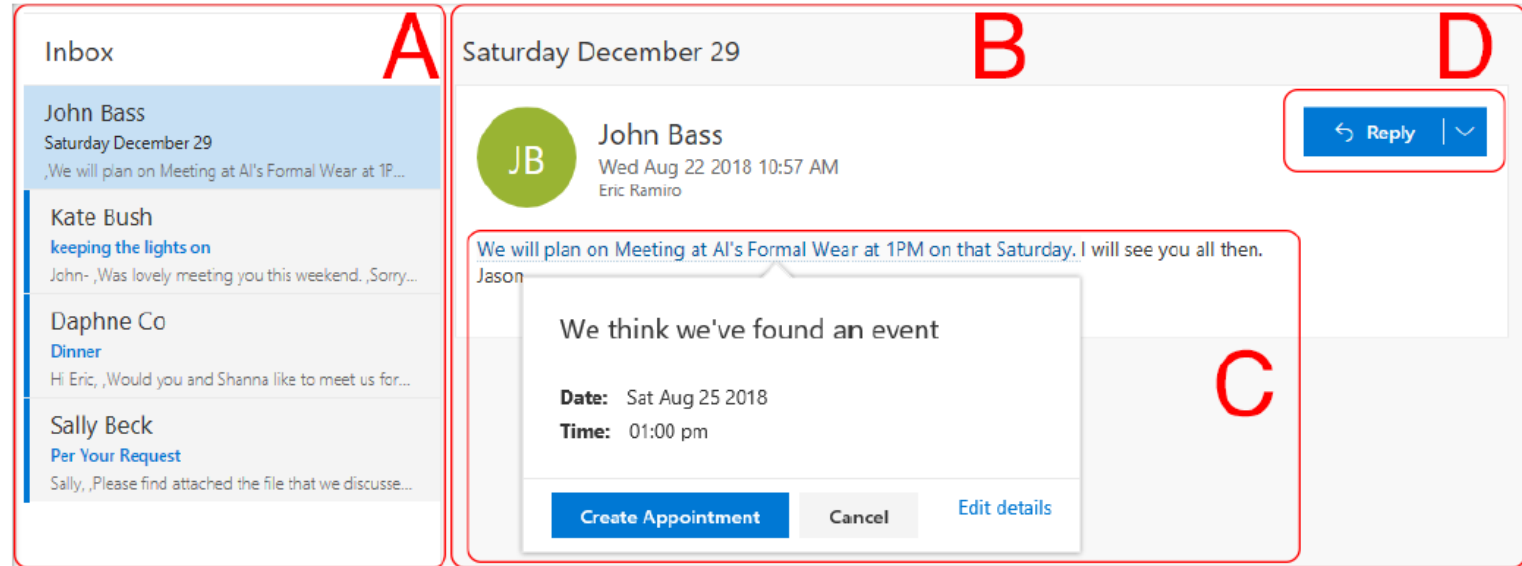 A
Inbox
John Bass
Saturday December 29
,We will plan on Meeting at Al's Formal Wear at 1P...
Kate Bush
keeping the lights on
John- ,Was lovely meeting you this weekend. ,Sorry...
Daphne Co
Dinner
Hi Eric, ,Would you and Shanna like to meet us for...
Sally Beck
Per Your Request
Sally, ,Please find attached the file that we discusse...
B
Saturday December 29
D
JB
John Bass
Wed Aug 22 2018 10:57 AM
Eric Ramiro
Reply
We will plan on Meeting at Al's Formal Wear at 1PM on that Saturday. I will see you all then.
Jason
We think we've found an event
Date: Sat Aug 25 2018
Time: 01:00 pm
Create Appointment Cancel Edit details
C